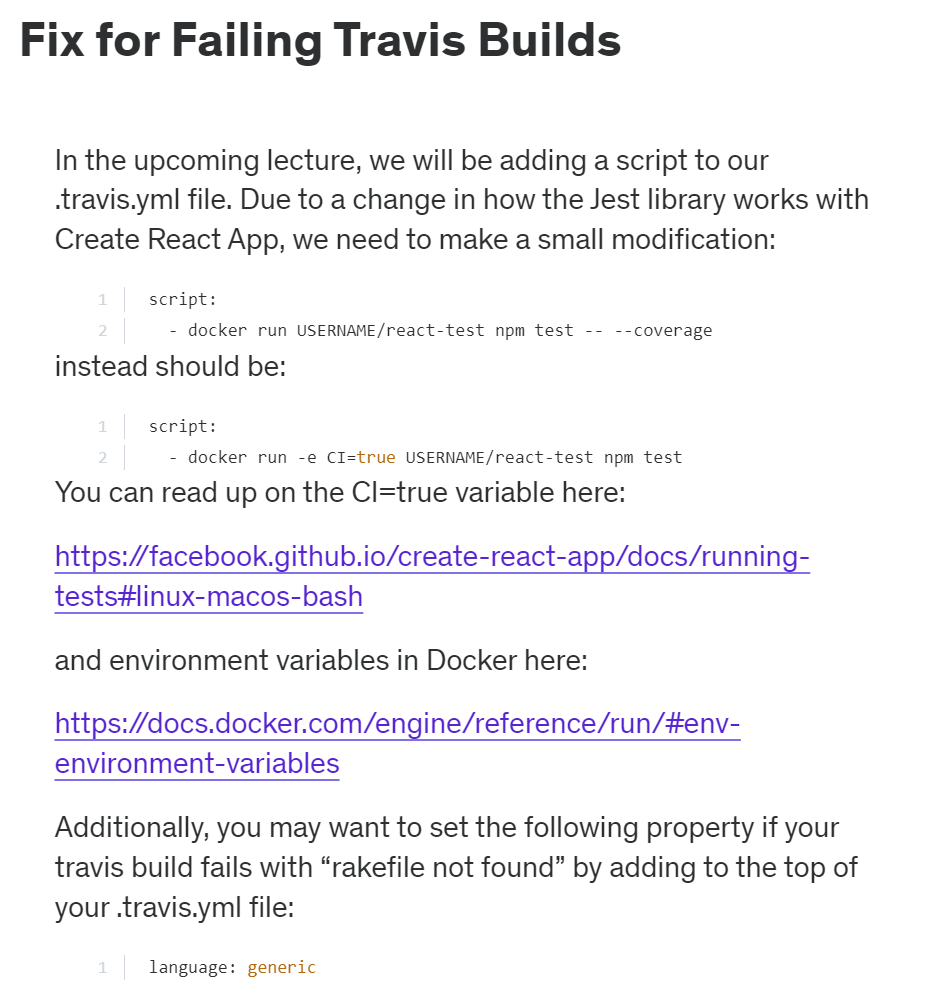 Fix for Failing Travis Builds
In the upcoming lecture, we will be adding a script to our
.travis.yml file. Due to a change in how the Jest library works with
Create React App, we need to make a small modification:
1 script:
2   - docker run USERNAME/react-test npm test -- --coverage
instead should be:
1 script:
2   - docker run -e CI=true USERNAME/react-test npm test
You can read up on the CI=true variable here:
https://facebook.github.io/create-react-app/docs/running-
tests#linux-macos-bash
and environment variables in Docker here:
https://docs.docker.com/engine/reference/run/#env-
environment-variables
Additionally, you may want to set the following property if your
travis build fails with “rakefile not found” by adding to the top of
your .travis.yml file:
1 language: generic